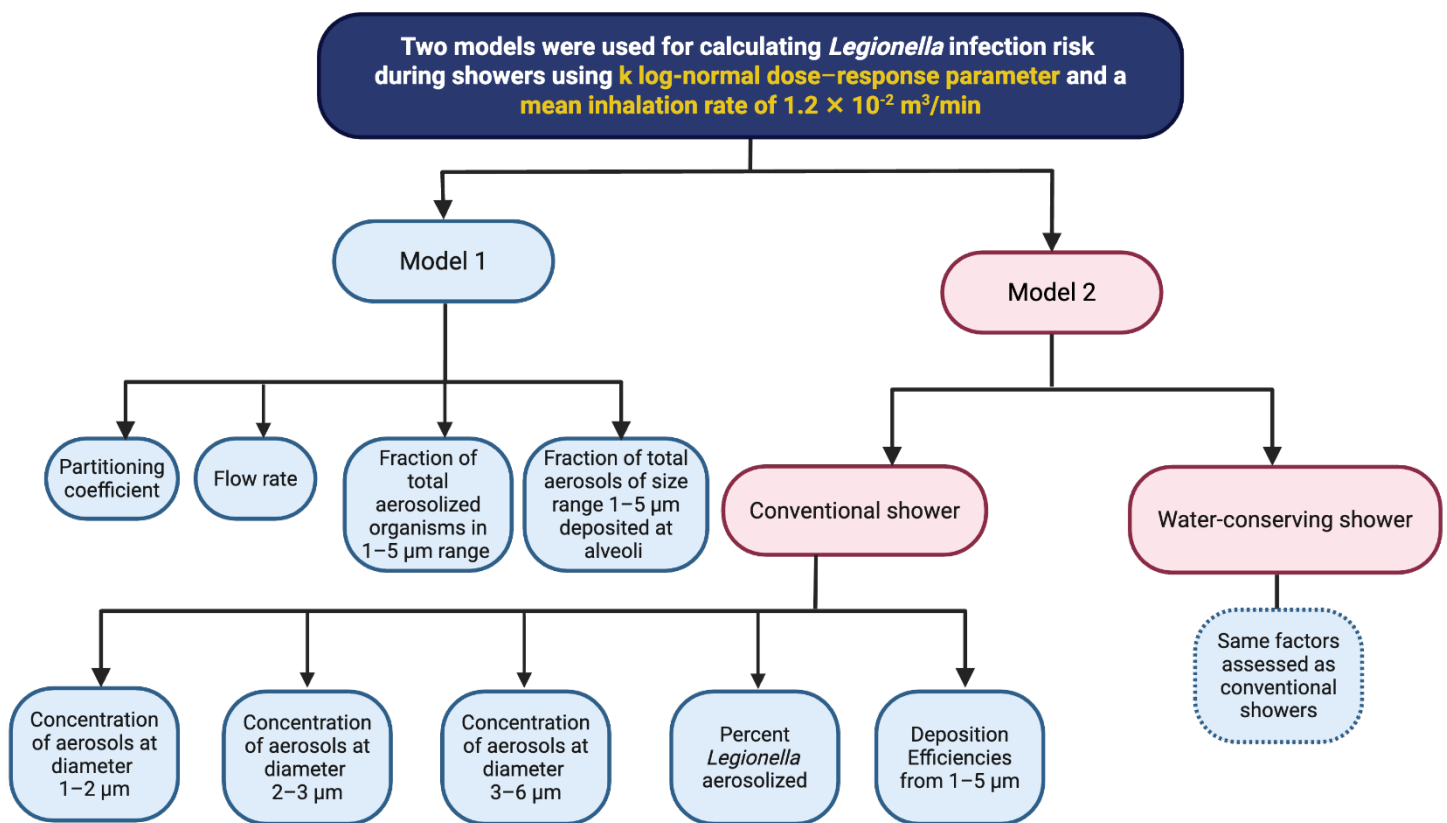 Two models were used for calculating Legionella infection risk
during showers using k log-normal dose–response parameter and a
mean inhalation rate of 1.2 × 10⁻² m³/min
Model 1
Model 2
Partitioning
coefficient
Flow rate
Fraction of
total
aerosolized
organisms in
1–5 µm range
Fraction of total
aerosols of size
range 1–5 µm
deposited at
alveoli
Conventional shower
Water-conserving shower
Concentration
of aerosols at
diameter
1–2 µm
Concentration
of aerosols at
diameter
2–3 µm
Concentration
of aerosols at
diameter
3–6 µm
Percent
Legionella
aerosolized
Deposition
Efficiencies
from 1–5 µm
Same factors
assessed as
conventional
showers